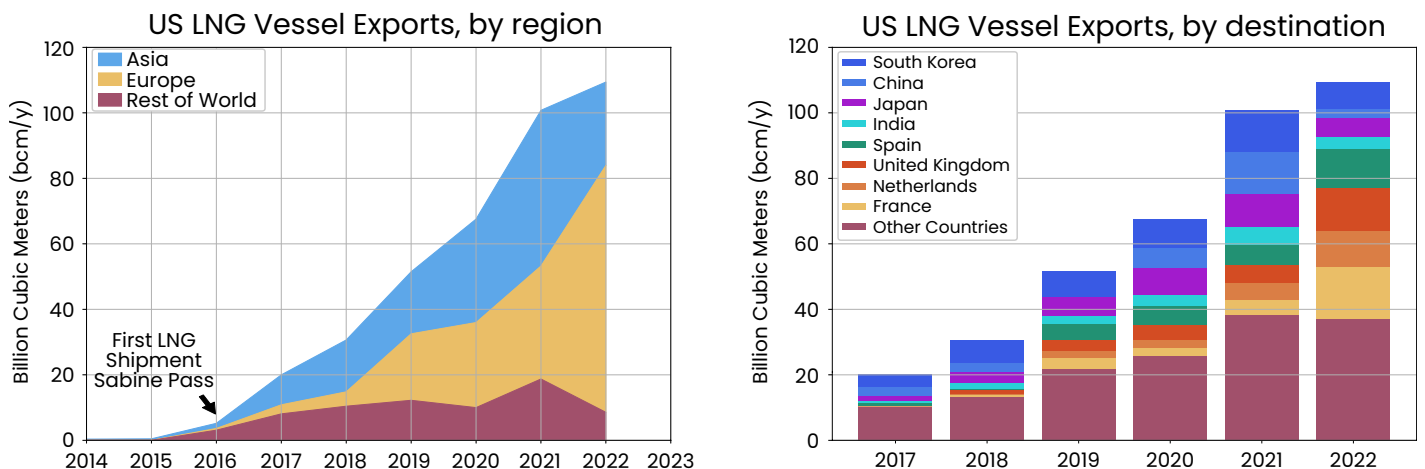 US LNG Vessel Exports, by region
Billion Cubic Meters (bcm/y)
120
100
80
60
40
20
0
Asia
Europe
Rest of World
First LNG
Shipment
Sabine Pass
2014 2015 2016 2017 2018 2019 2020 2021 2022 2023
US LNG Vessel Exports, by destination
Billion Cubic Meters (bcm/y)
120
100
80
60
40
20
0
South Korea
China
Japan
India
Spain
United Kingdom
Netherlands
France
Other Countries
2017 2018 2019 2020 2021 2022